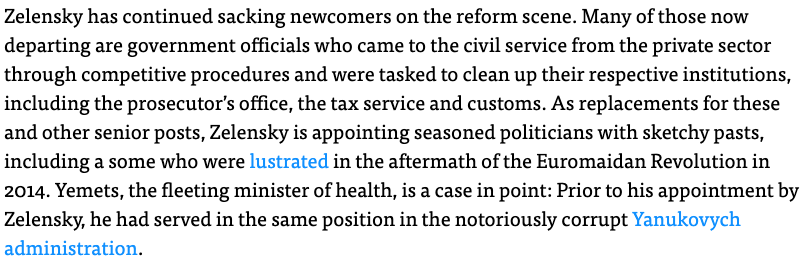 Zelensky has continued sacking newcomers on the reform scene. Many of those now
departing are government officials who came to the civil service from the private sector
through competitive procedures and were tasked to clean up their respective institutions,
including the prosecutor’s office, the tax service and customs. As replacements for these
and other senior posts, Zelensky is appointing seasoned politicians with sketchy pasts,
including a some who were lustrated in the aftermath of the Euromaidan Revolution in
2014. Yemets, the fleeting minister of health, is a case in point: Prior to his appointment by
Zelensky, he had served in the same position in the notoriously corrupt Yanukovych
administration.